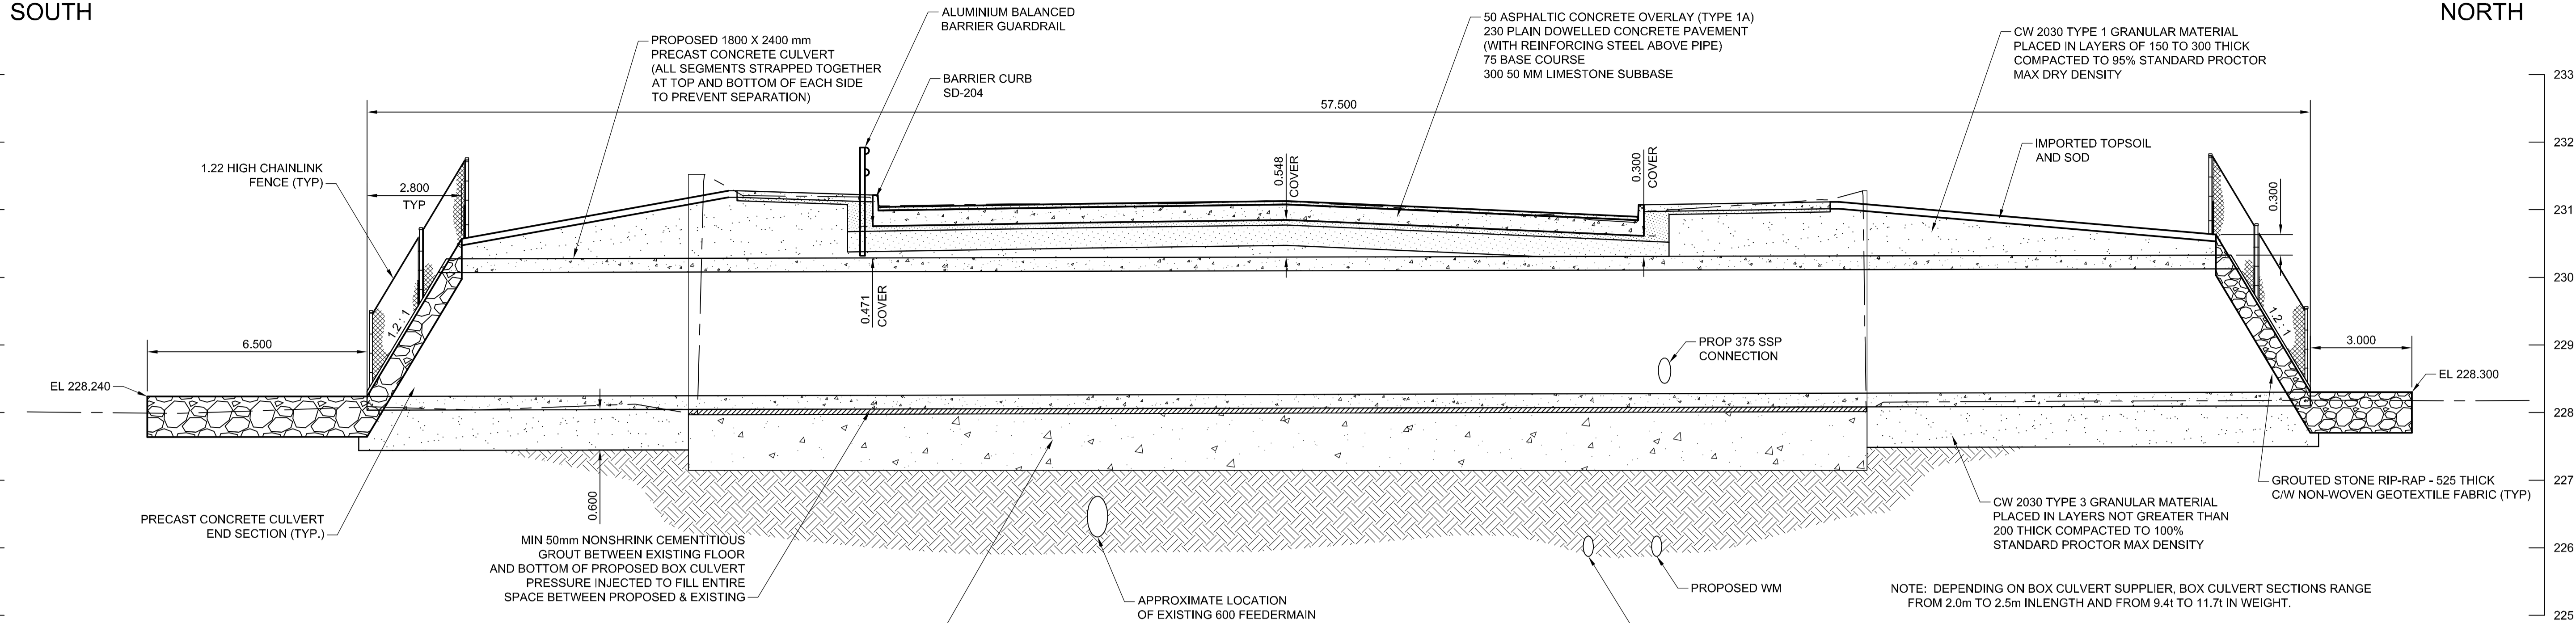 SOUTH
NORTH
ALUMINIUM BALANCED
BARRIER GUARDRAIL
PROPOSED 1800 X 2400 mm
PRECAST CONCRETE CULVERT
(ALL SEGMENTS STRAPPED TOGETHER
AT TOP AND BOTTOM OF EACH SIDE
TO PREVENT SEPARATION)
BARRIER CURB
SD-204
50 ASPHALTIC CONCRETE OVERLAY (TYPE 1A)
230 PLAIN DOWELLED CONCRETE PAVEMENT
(WITH REINFORCING STEEL ABOVE PIPE)
75 BASE COURSE
300 50 MM LIMESTONE SUBBASE
CW 2030 TYPE 1 GRANULAR MATERIAL
PLACED IN LAYERS OF 150 TO 300 THICK
COMPACTED TO 95% STANDARD PROCTOR
MAX DRY DENSITY
57.500
1.22 HIGH CHAINLINK
FENCE (TYP)
2.800
TYP
0.548
COVER
0.300
COVER
IMPORTED TOPSOIL
AND SOD
0.300
0.471
COVER
1.2 : 1
1.2 : 1
6.500
3.000
PROP 375 SSP
CONNECTION
EL 228.240
EL 228.300
0.600
PRECAST CONCRETE CULVERT
END SECTION (TYP.)
MIN 50mm NONSHRINK CEMENTITIOUS
GROUT BETWEEN EXISTING FLOOR
AND BOTTOM OF PROPOSED BOX CULVERT
PRESSURE INJECTED TO FILL ENTIRE
SPACE BETWEEN PROPOSED & EXISTING
APPROXIMATE LOCATION
OF EXISTING 600 FEEDERMAIN
PROPOSED WM
CW 2030 TYPE 3 GRANULAR MATERIAL
PLACED IN LAYERS NOT GREATER THAN
200 THICK COMPACTED TO 100%
STANDARD PROCTOR MAX DENSITY
GROUTED STONE RIP-RAP - 525 THICK
C/W NON-WOVEN GEOTEXTILE FABRIC (TYP)
NOTE: DEPENDING ON BOX CULVERT SUPPLIER, BOX CULVERT SECTIONS RANGE
FROM 2.0m TO 2.5m INLENGTH AND FROM 9.4t TO 11.7t IN WEIGHT.
233
232
231
230
229
228
227
226
225